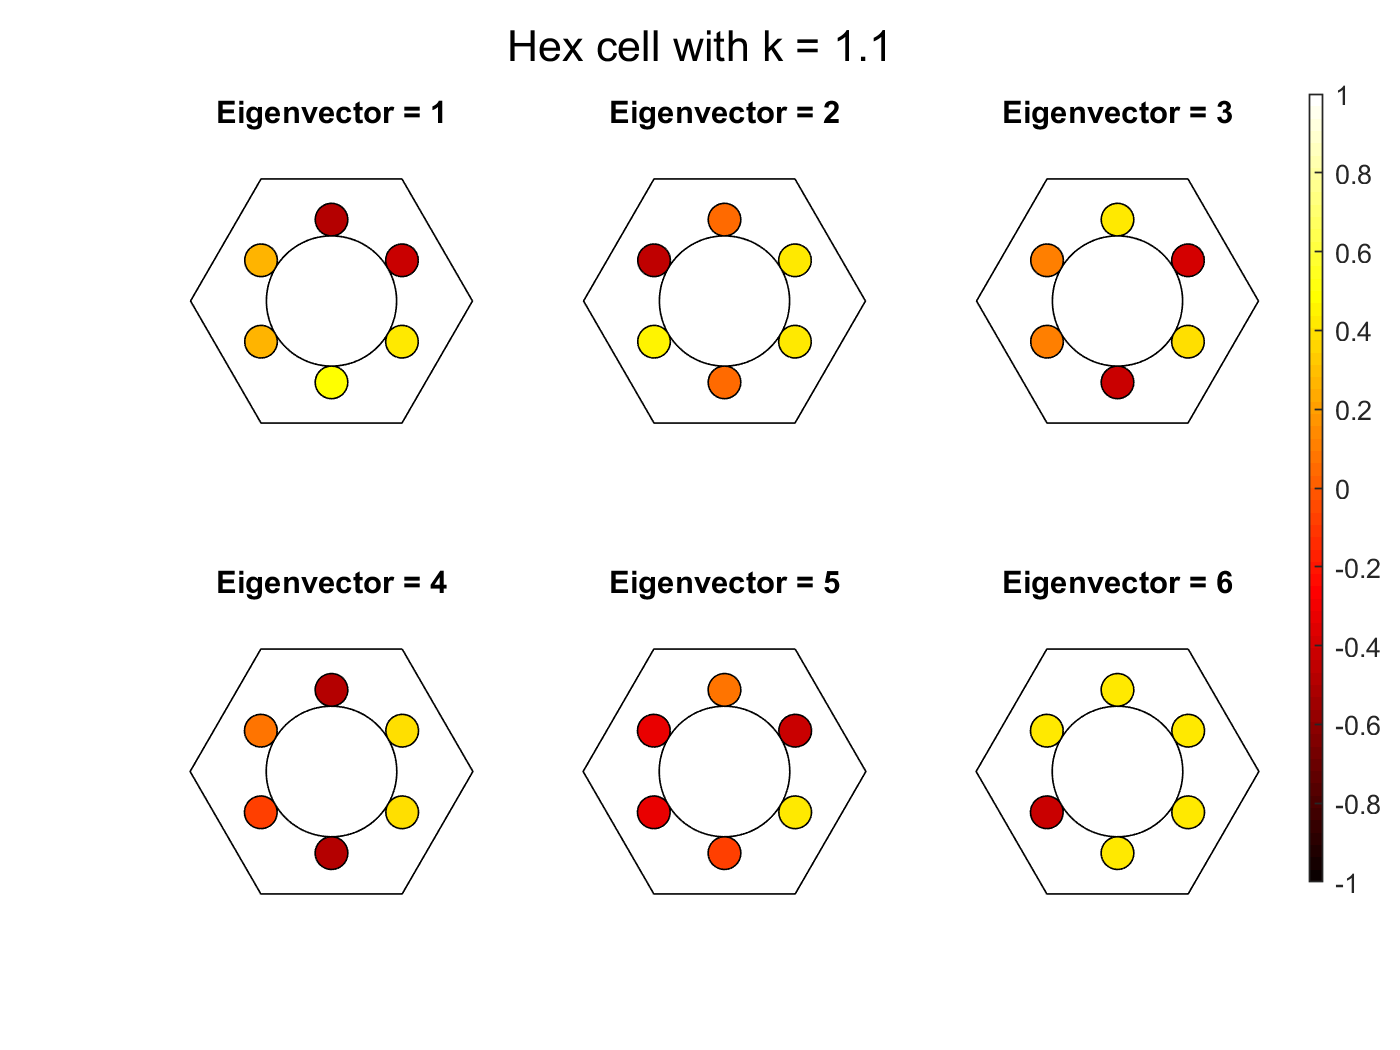 Hex cell with k = 1.1
Eigenvector = 1
Eigenvector = 2
Eigenvector = 3
Eigenvector = 4
Eigenvector = 5
Eigenvector = 6
1
0.8
0.6
0.4
0.2
0
-0.2
-0.4
-0.6
-0.8
-1